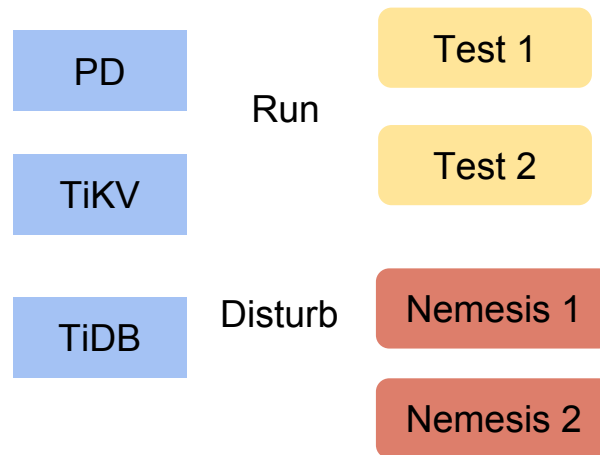 PD
TiKV
TiDB
Run
Disturb
Test 1
Test 2
Nemesis 1
Nemesis 2